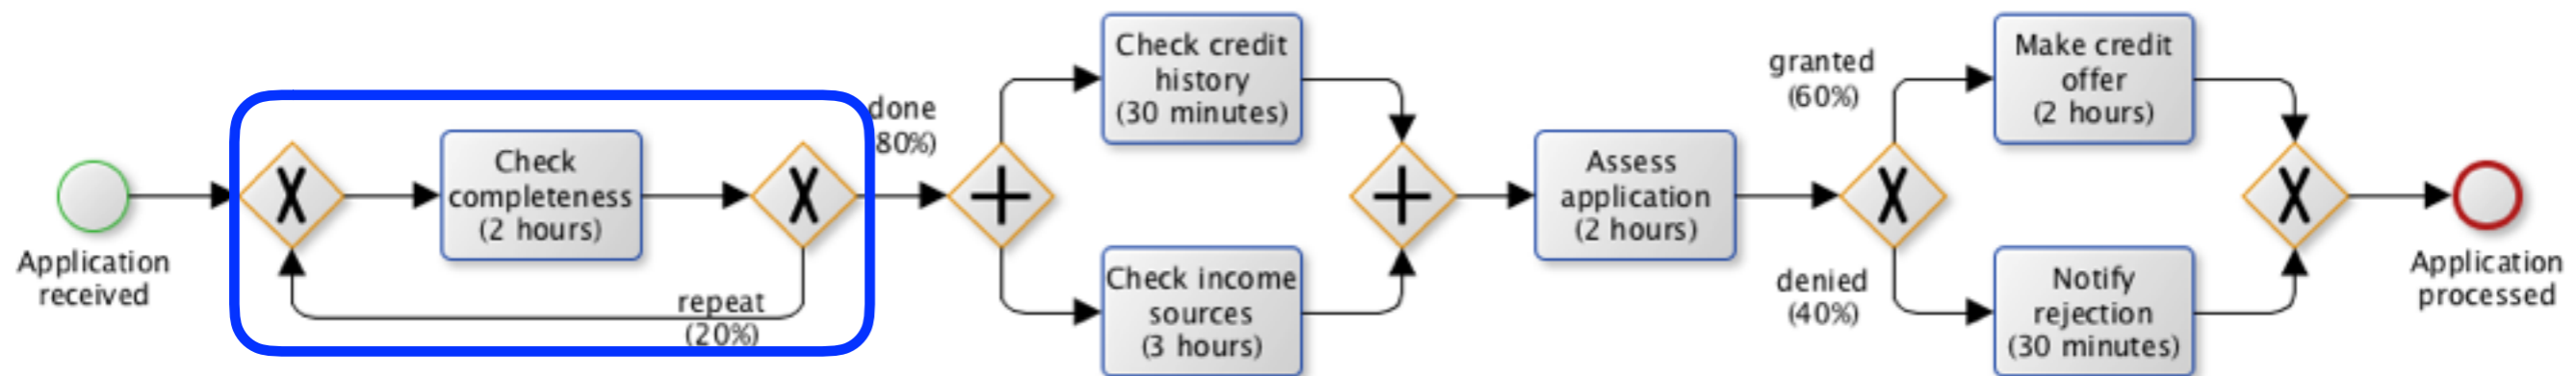 Application
received
Check
completeness
(2 hours)
repeat
(20%)
done
80%)
Check credit
history
(30 minutes)
Check income
sources
(3 hours)
Assess
application
(2 hours)
granted
(60%)
denied
(40%)
Make credit
offer
(2 hours)
Notify
rejection
(30 minutes)
Application
processed